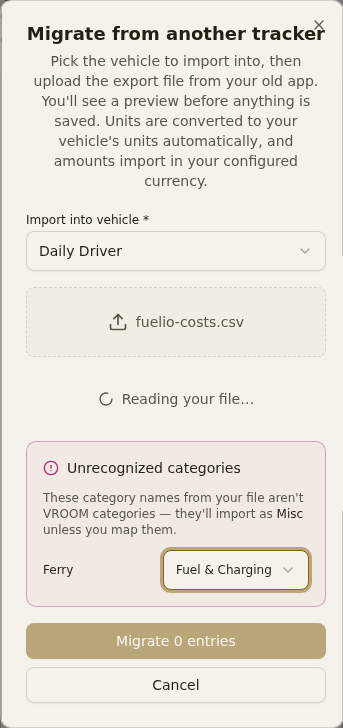 Migrate from another tracker
Pick the vehicle to import into, then
upload the export file from your old app.
You'll see a preview before anything is
saved. Units are converted to your
vehicle's units automatically, and
amounts import in your configured
currency.
Import into vehicle *
Daily Driver
fuelio-costs.csv
Reading your file…
Unrecognized categories
These category names from your file aren't
VROOM categories — they'll import as Misc
unless you map them.
Ferry
Fuel & Charging
Migrate 0 entries
Cancel